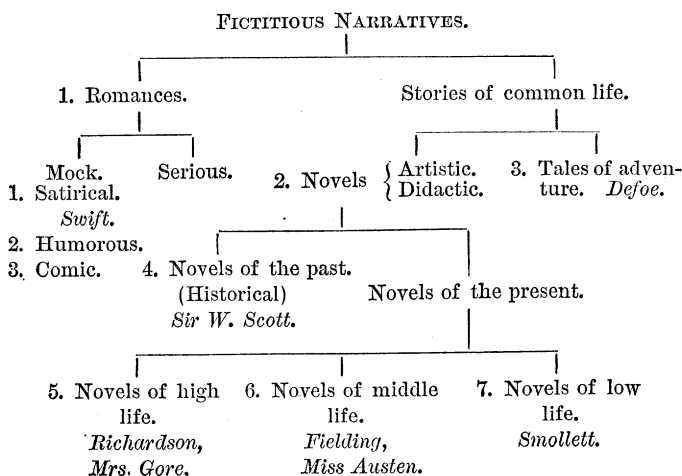 FICTITIOUS NARRATIVES.
1. Romances.
Stories of common life.
Mock.
1. Satirical.
Swift.
2. Humorous.
3. Comic.
Serious.
2. Novels { Artistic.
Didactic.
3. Tales of adven-
ture. Defoe.
4. Novels of the past.
(Historical)
Sir W. Scott.
Novels of the present.
5. Novels of high
life.
Richardson,
Mrs. Gore.
6. Novels of middle
life.
Fielding,
Miss Austen.
7. Novels of low
life.
Smollett.